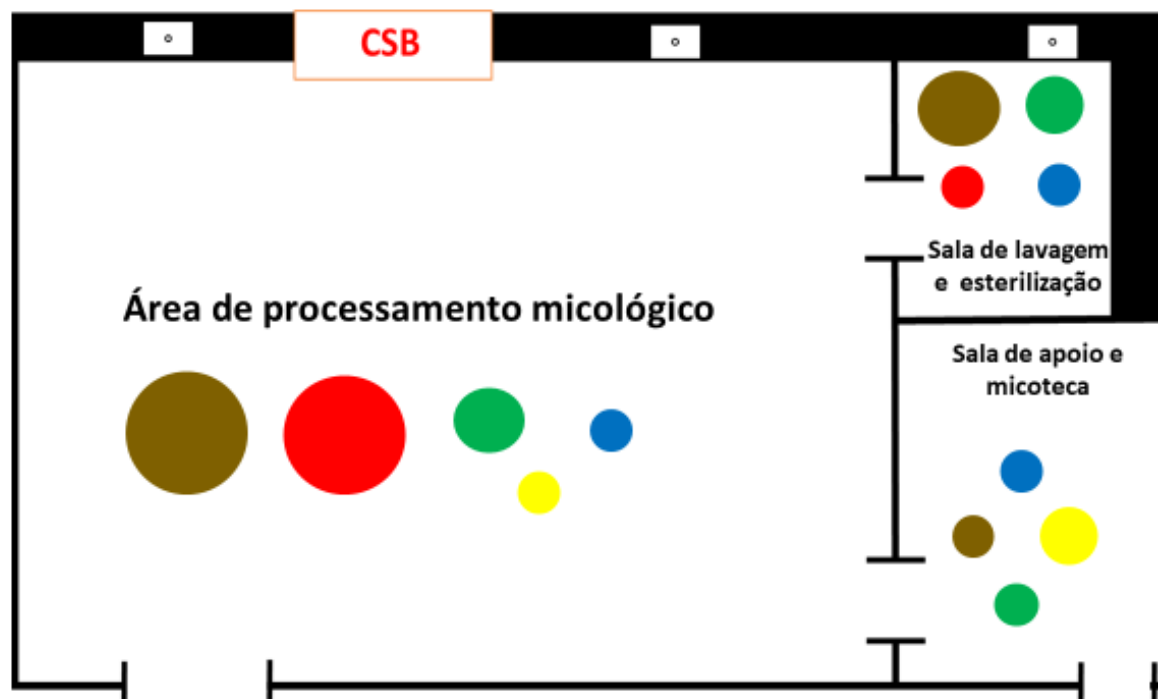 CSB
Sala de lavagem
e esterilização
Área de processamento micológico
Sala de apoio e
micoteca